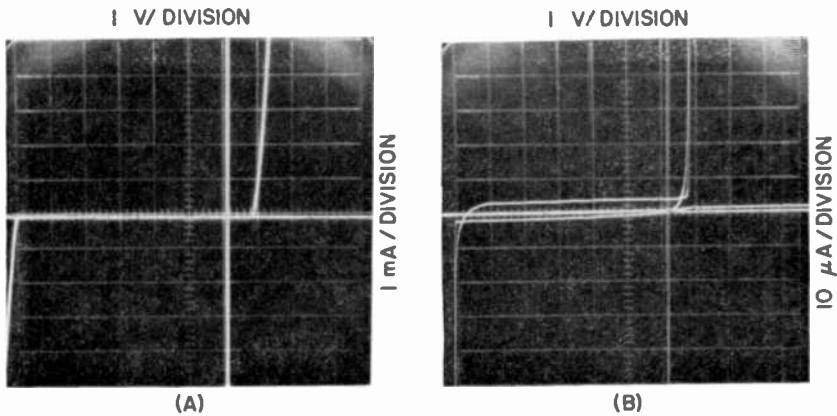 1 V/ DIVISION
1 V/ DIVISION
1 mA / DIVISION
10 µA/DIVISION
(A)
(B)